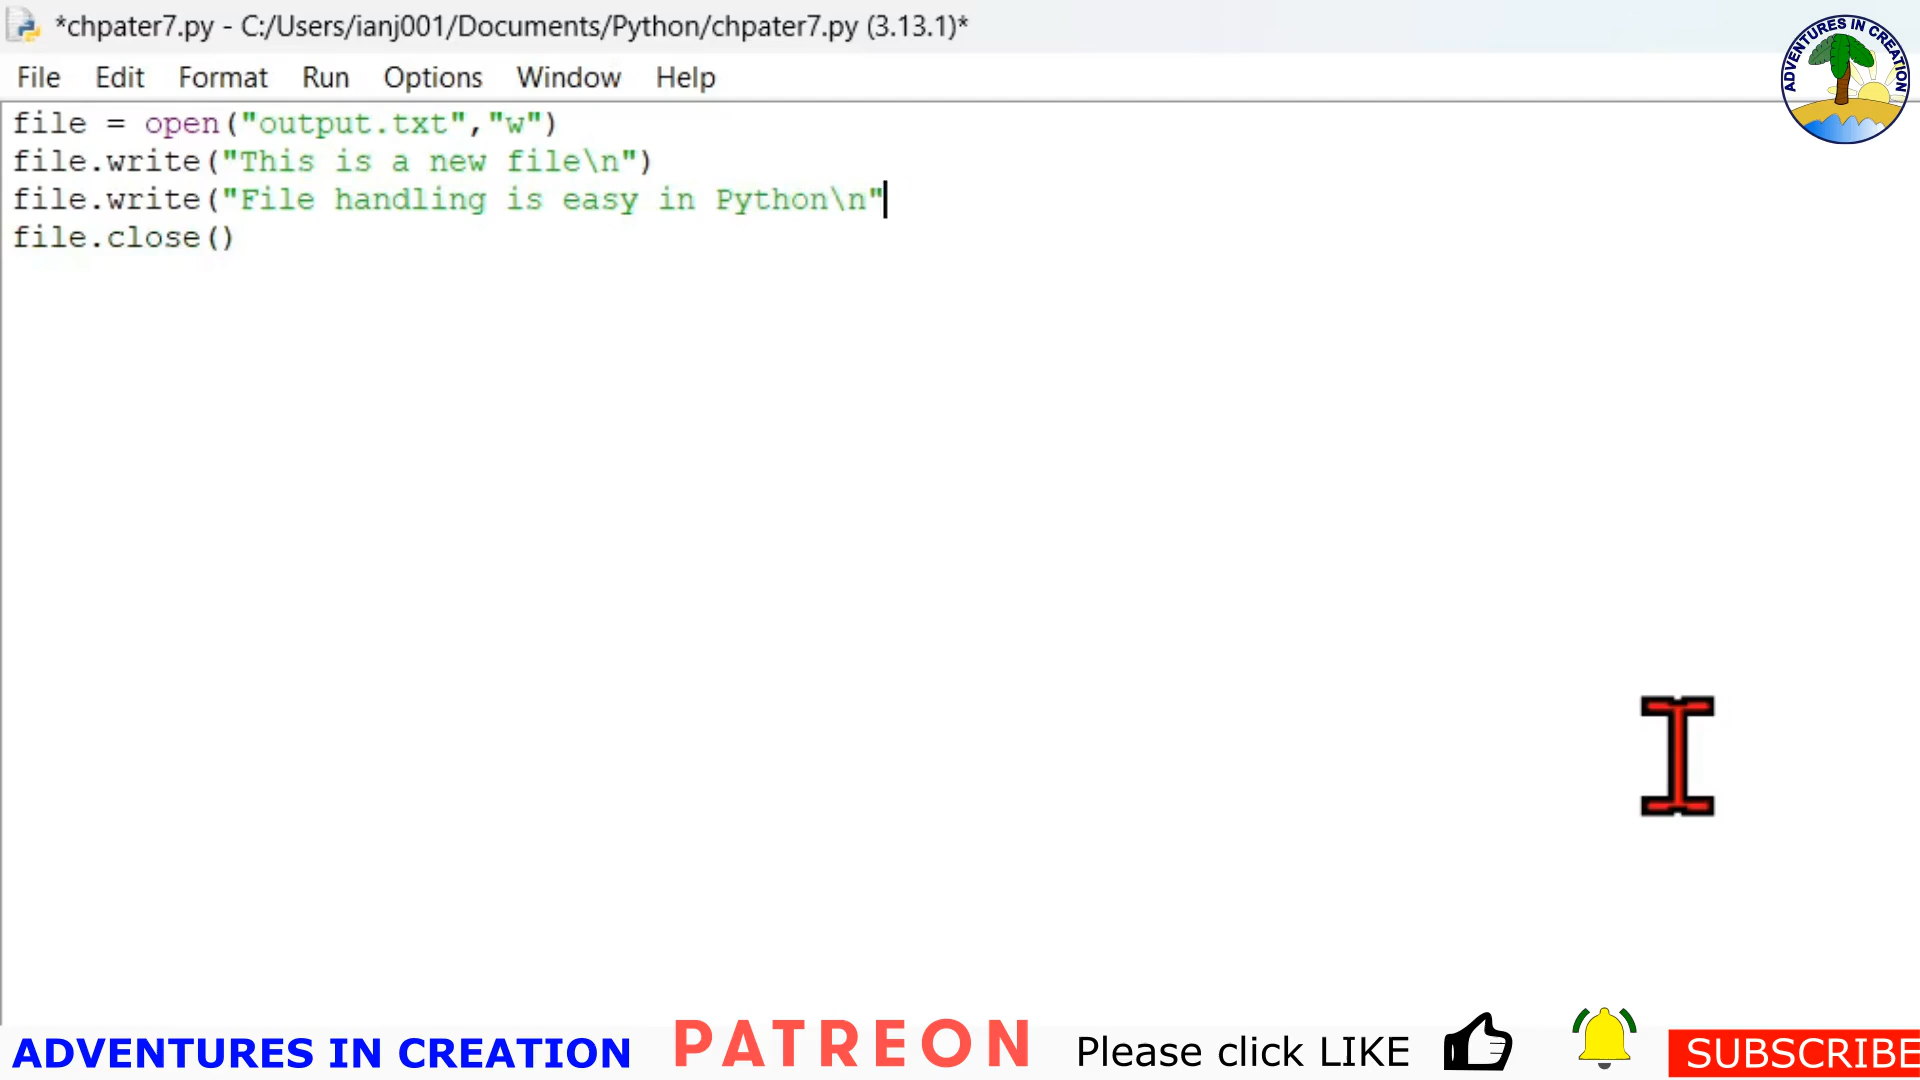 *chpater7.py - C:/Users/ianj001/Documents/Python/chpater7.py (3.13.1)*
File Edit Format Run Options Window Help
ADVENTURES IN CREATION
file = open("output.txt","w")
file.write("This is a new file\n")
file.write("File handling is easy in Python\n"
file.close()
ADVENTURES IN CREATION PATREON Please click LIKE SUBSCRIBE